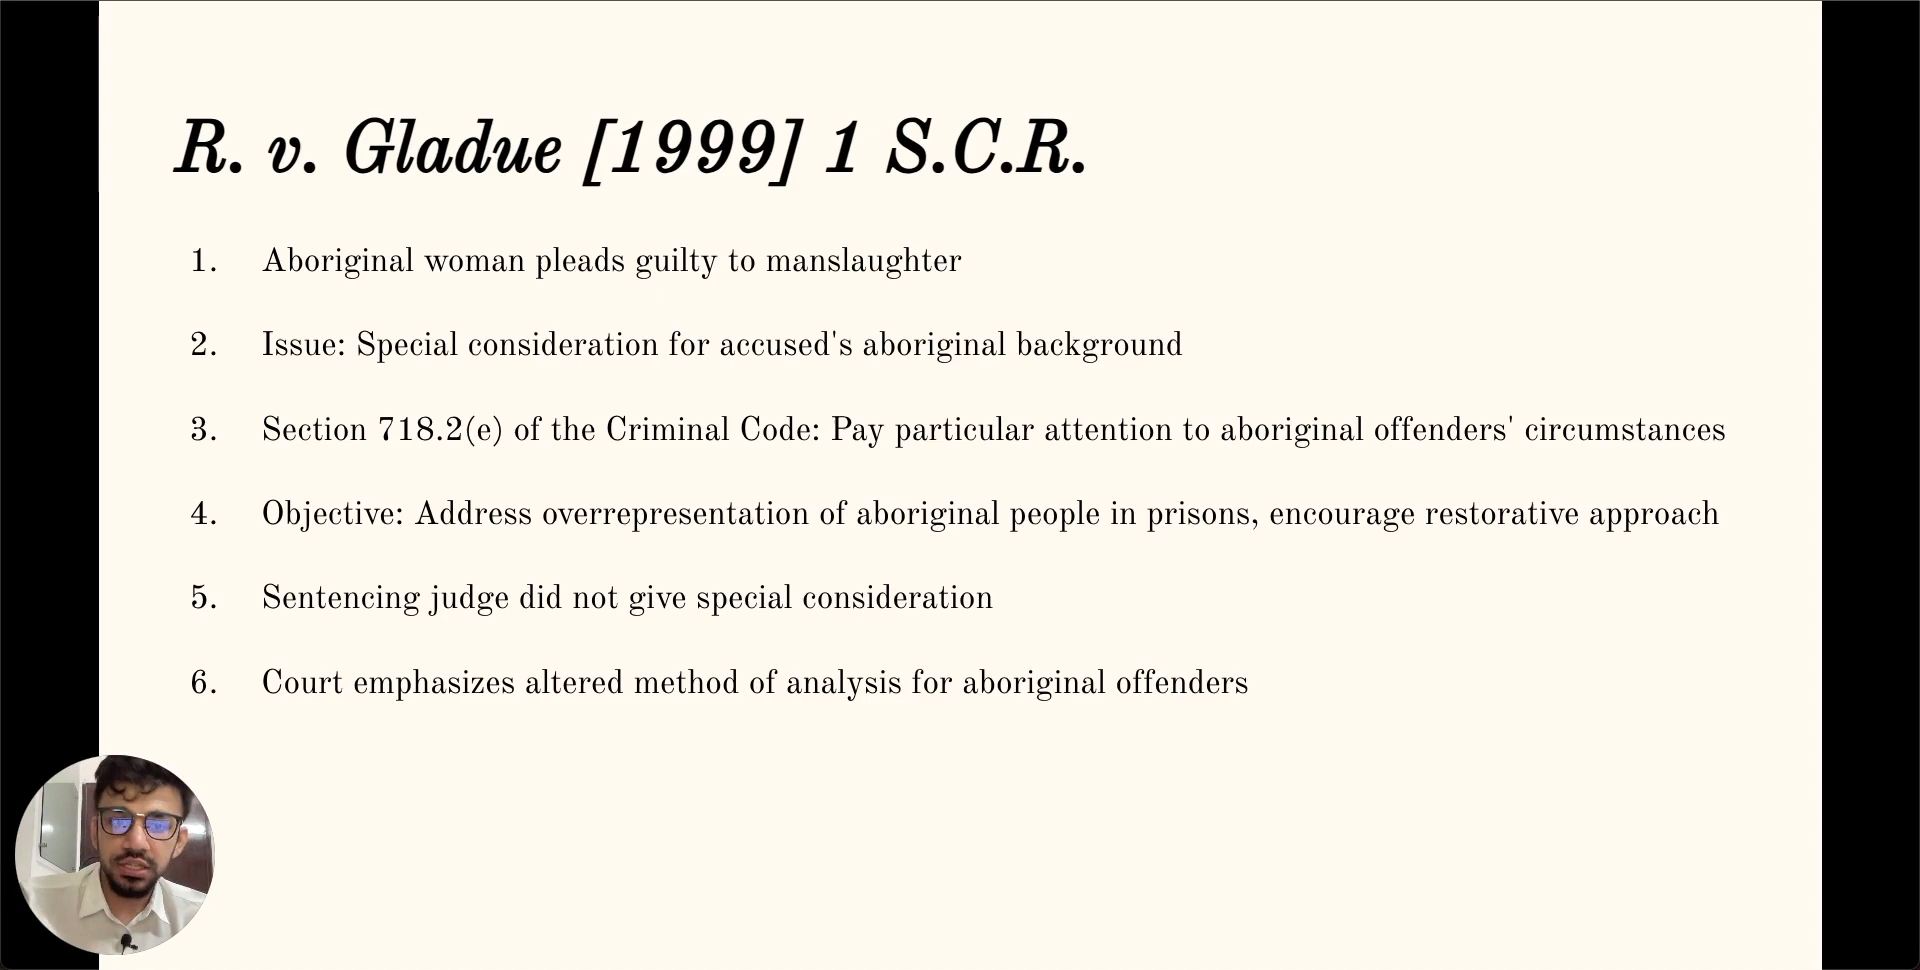 R. v. Gladue [1999] 1 S.C.R.
1. Aboriginal woman pleads guilty to manslaughter
2. Issue: Special consideration for accused's aboriginal background
3. Section 718.2(e) of the Criminal Code: Pay particular attention to aboriginal offenders' circumstances
4. Objective: Address overrepresentation of aboriginal people in prisons, encourage restorative approach
5. Sentencing judge did not give special consideration
6. Court emphasizes altered method of analysis for aboriginal offenders